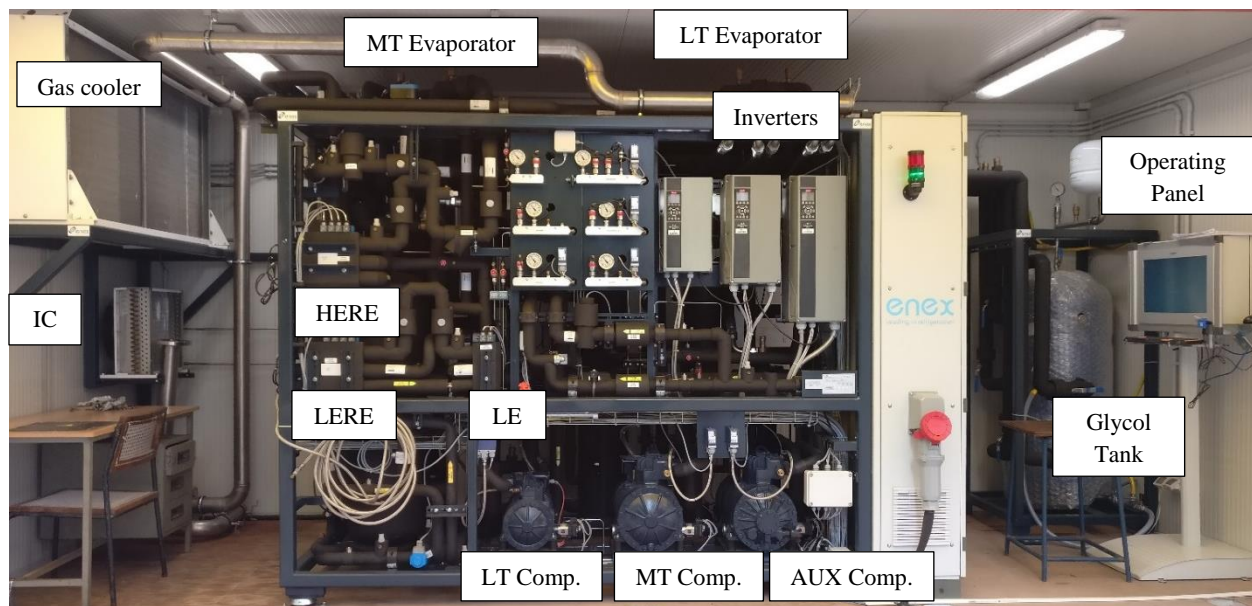 MT Evaporator
LT Evaporator
Gas cooler
Inverters
Operating
Panel
IC
HERE
enex
LERE
LE
Glycol
Tank
LT Comp.
MT Comp.
AUX Comp.